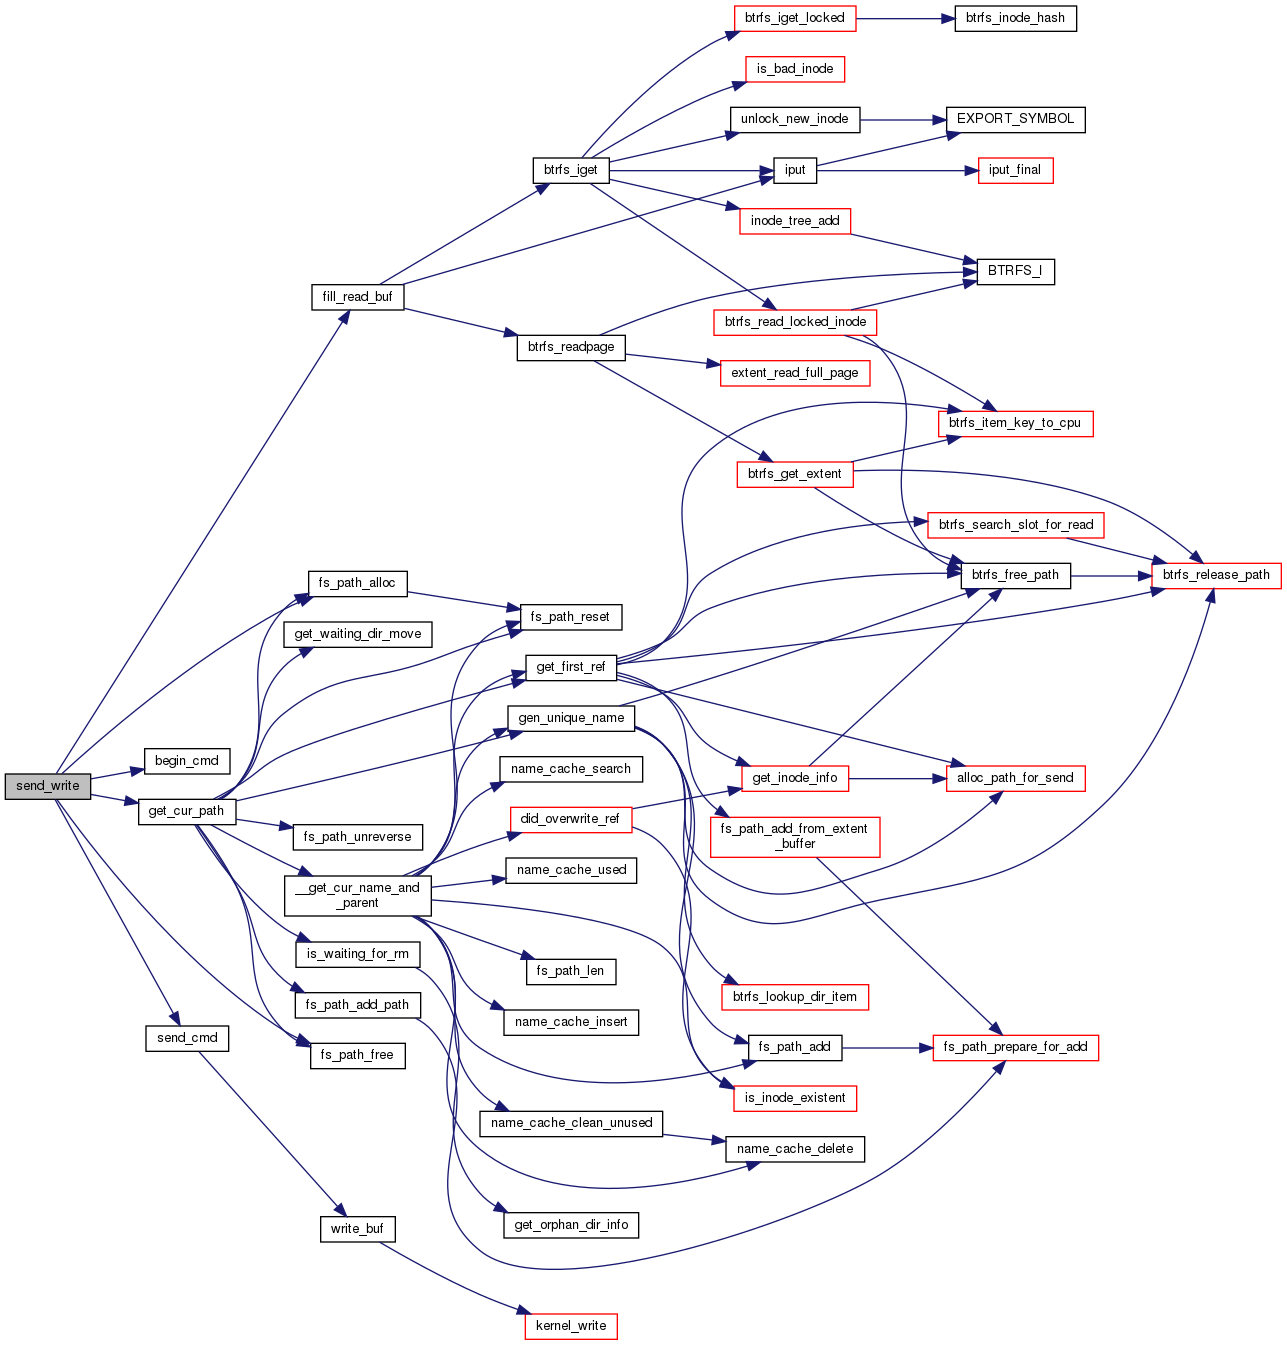 btrfs_iget_locked
btrfs_inode_hash
is_bad_inode
unlock_new_inode
EXPORT_SYMBOL
btrfs_iget
iput
iput_final
inode_tree_add
BTRFS_I
fill_read_buf
btrfs_read_locked_inode
btrfs_readpage
extent_read_full_page
btrfs_item_key_to_cpu
btrfs_get_extent
btrfs_search_slot_for_read
fs_path_alloc
btrfs_free_path
btrfs_release_path
fs_path_reset
get_waiting_dir_move
get_first_ref
gen_unique_name
begin_cmd
name_cache_search
get_inode_info
alloc_path_for_send
send_write
get_cur_path
did_overwrite_ref
fs_path_unreverse
fs_path_add_from_extent
_buffer
name_cache_used
__get_cur_name_and
_parent
is_waiting_for_rm
fs_path_len
btrfs_lookup_dir_item
fs_path_add_path
name_cache_insert
send_cmd
fs_path_free
fs_path_add
fs_path_prepare_for_add
is_inode_existent
name_cache_clean_unused
name_cache_delete
write_buf
get_orphan_dir_info
kernel_write